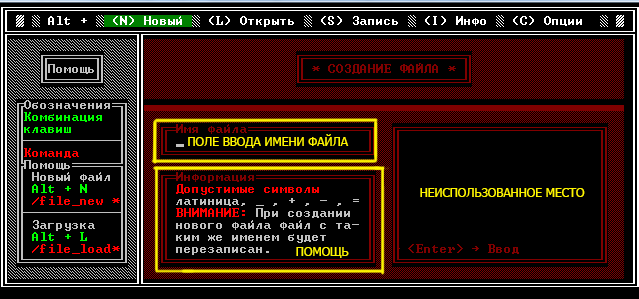 Alt + (N) Новый (L) Открыть (S) Запись (I) Инфо (C) Опции
Помощь
* СОЗДАНИЕ ФАЙЛА *
Обозначения
Комбинация
клавиш
Команда
Помощь
Новый файл
Alt + N
/file_new *
Загрузка
Alt + L
/file_load*
Имя файла
_ ПОЛЕ ВВОДА ИМЕНИ ФАЙЛА
Информация
Допустимые символы
латиница, _ , + , - , =
ВНИМАНИЕ: При создании
нового файла файл с та-
ким же именем будет
перезаписан.
ПОМОЩЬ
НЕИСПОЛЬЗОВАННОЕ МЕСТО
<Enter> → Ввод